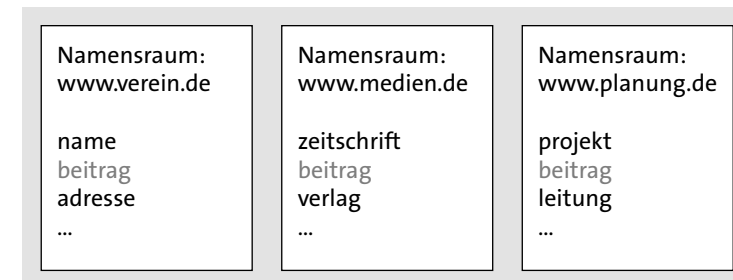 Namensraum:
www.verein.de
name
beitrag
adresse
...
Namensraum:
www.medien.de
zeitschrift
beitrag
verlag
...
Namensraum:
www.planung.de
projekt
beitrag
leitung
...